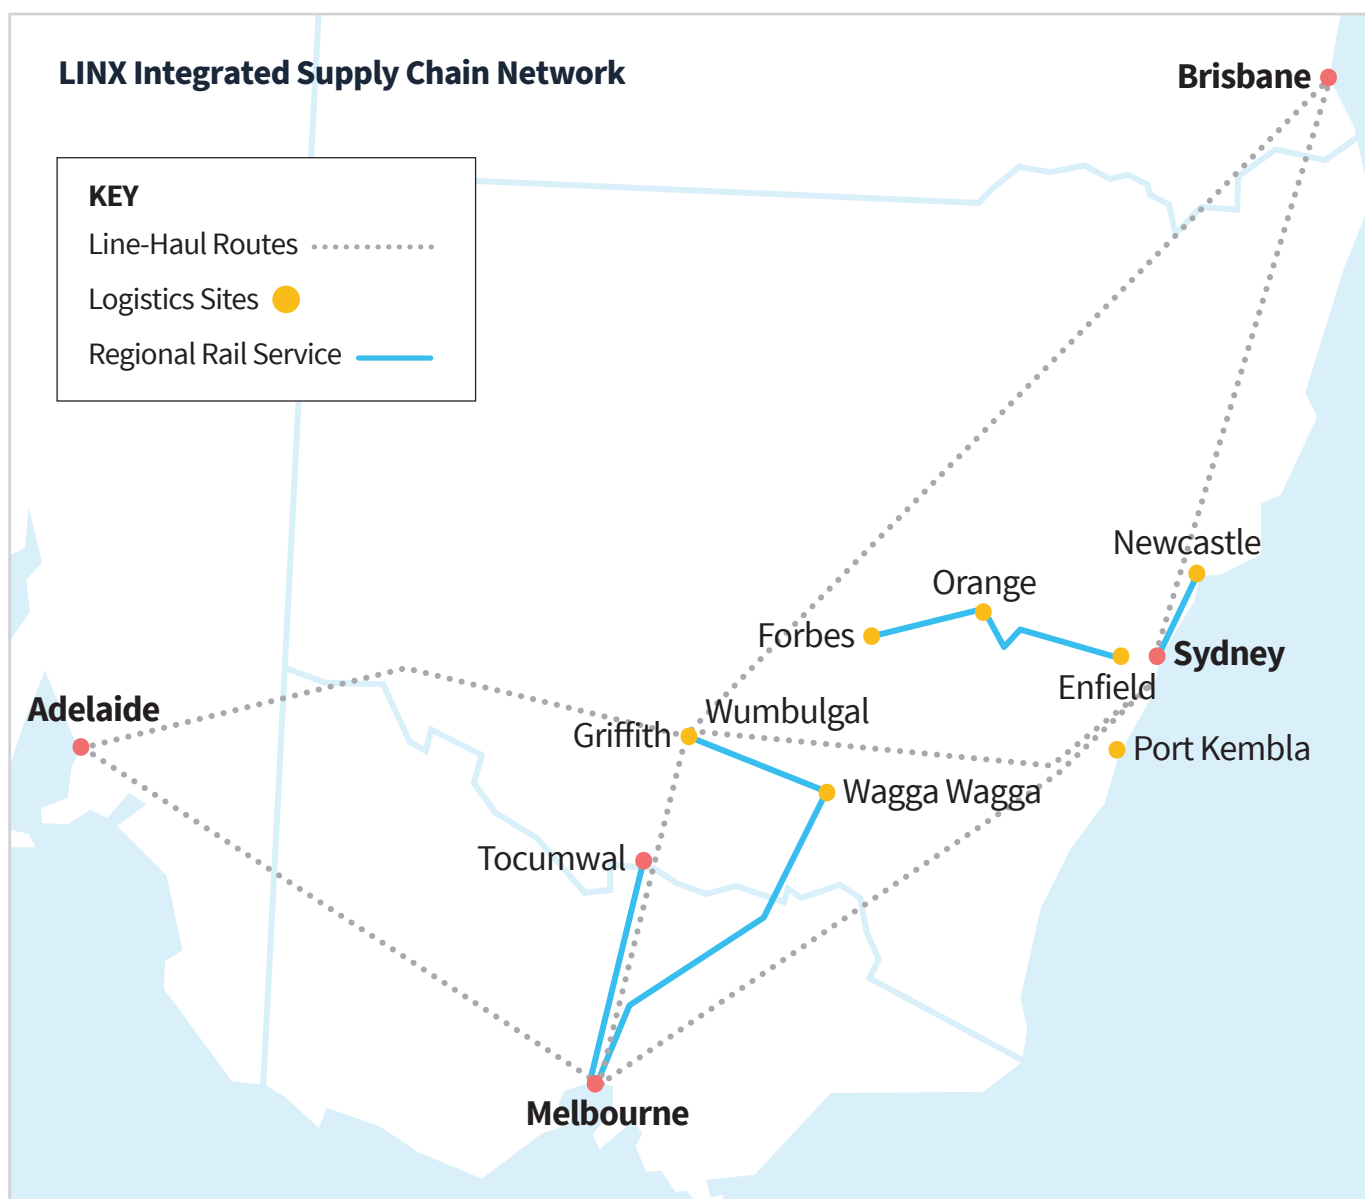 LINX Integrated Supply Chain Network
Brisbane
KEY
Line-Haul Routes
Logistics Sites
Regional Rail Service
Newcastle
Orange
Forbes
Sydney
Enfield
Adelaide
Wumbulgal
Griffith
Port Kembla
Wagga Wagga
Tocumwal
Melbourne